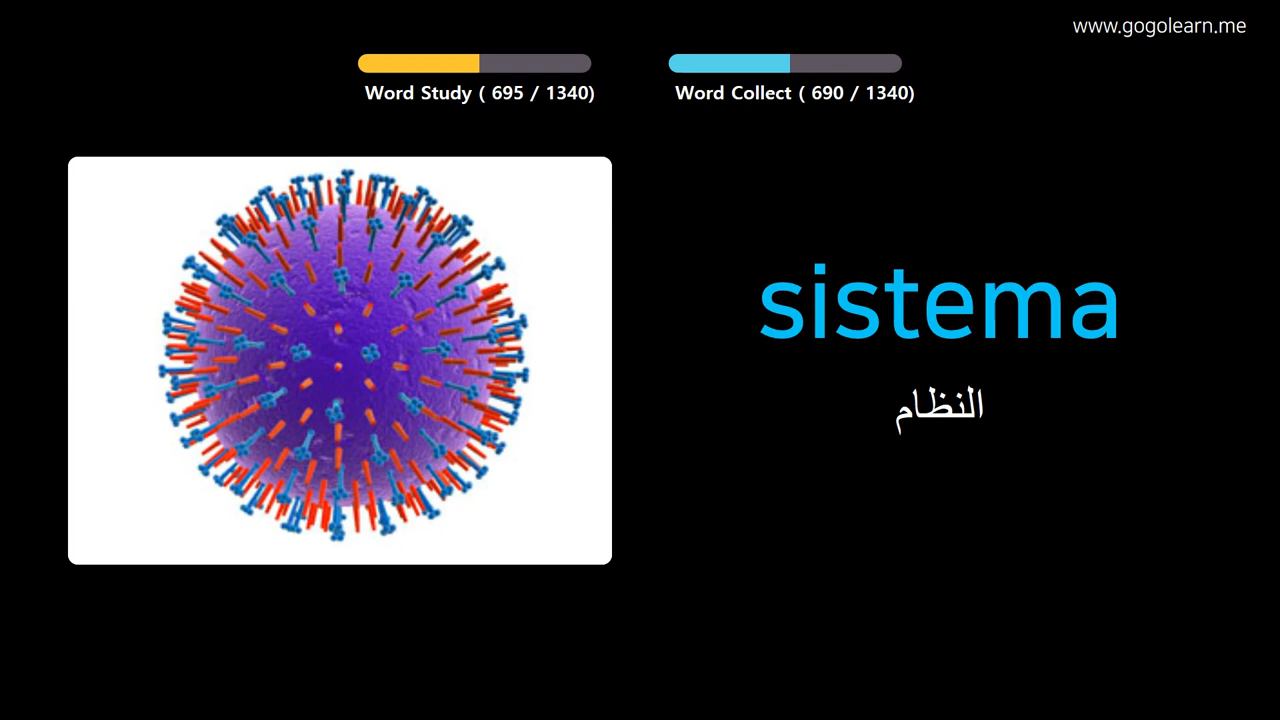 www.gogolearn.me
Word Study ( 695 / 1340)
Word Collect ( 690 / 1340)
sistema
النظام